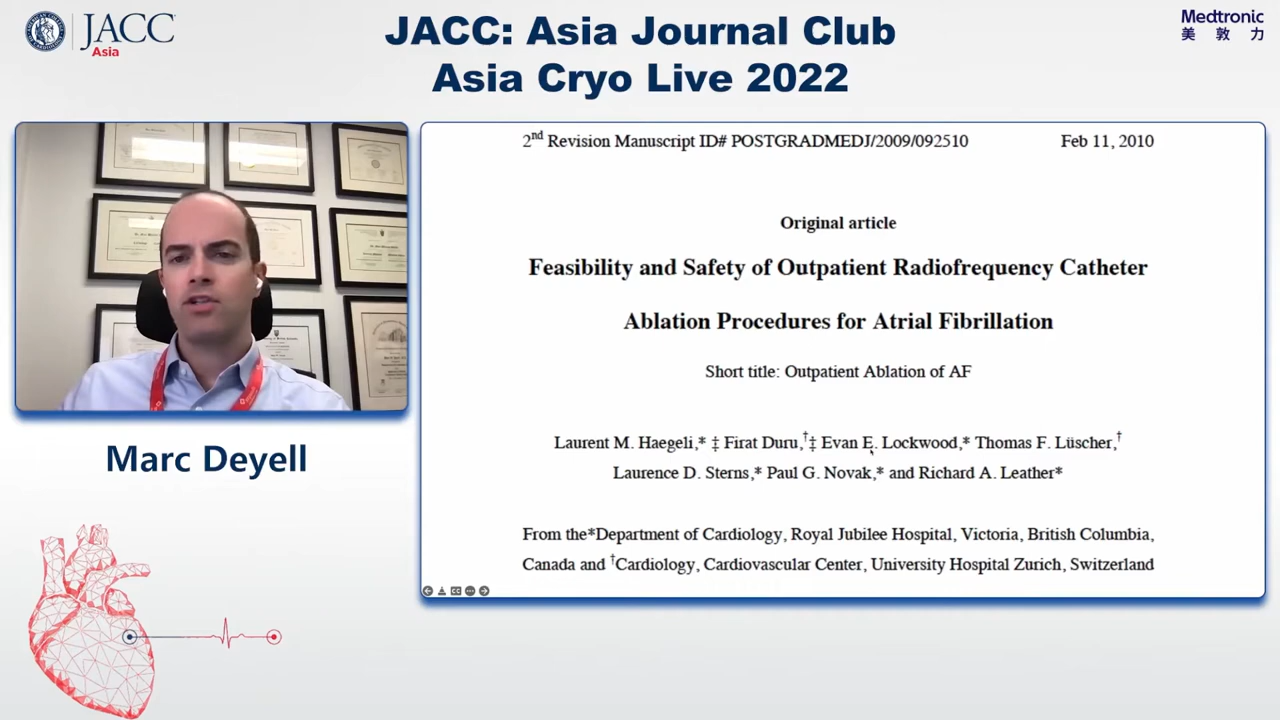 JACC
Asia
JACC: Asia Journal Club
Asia Cryo Live 2022
Medtronic
美敦力
2nd Revision Manuscript ID# POSTGRADMEDJ/2009/092510 Feb 11, 2010
Original article
Feasibility and Safety of Outpatient Radiofrequency Catheter
Ablation Procedures for Atrial Fibrillation
Short title: Outpatient Ablation of AF
Laurent M. Haegeli,* ‡ Firat Duru,†‡ Evan E. Lockwood,* Thomas F. Lüscher,†
Laurence D. Sterns,* Paul G. Novak,* and Richard A. Leather*
From the*Department of Cardiology, Royal Jubilee Hospital, Victoria, British Columbia,
Canada and †Cardiology, Cardiovascular Center, University Hospital Zurich, Switzerland
Marc Deyell